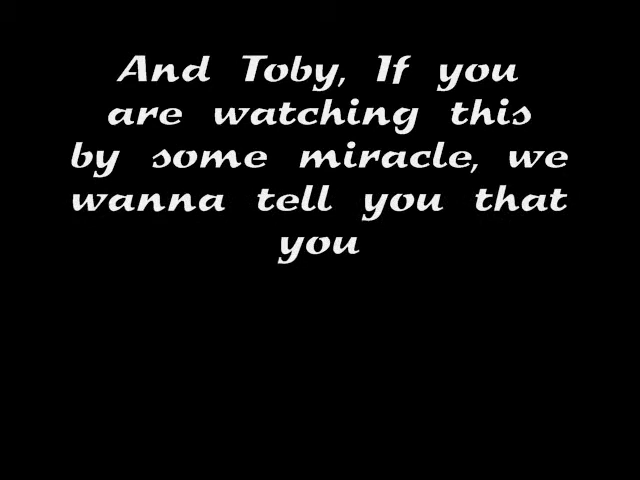 And Toby, If you
are watching this
by some miracle, we
wanna tell you that
you